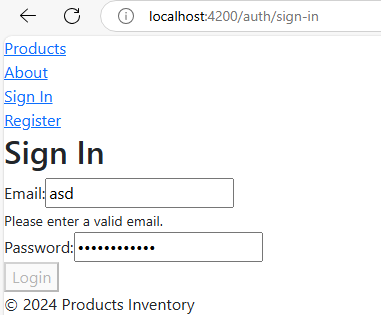 localhost:4200/auth/sign-in
Products
About
Sign In
Register
Sign In
Email: asd
Please enter a valid email.
Password: ••••••••••••
Login
© 2024 Products Inventory